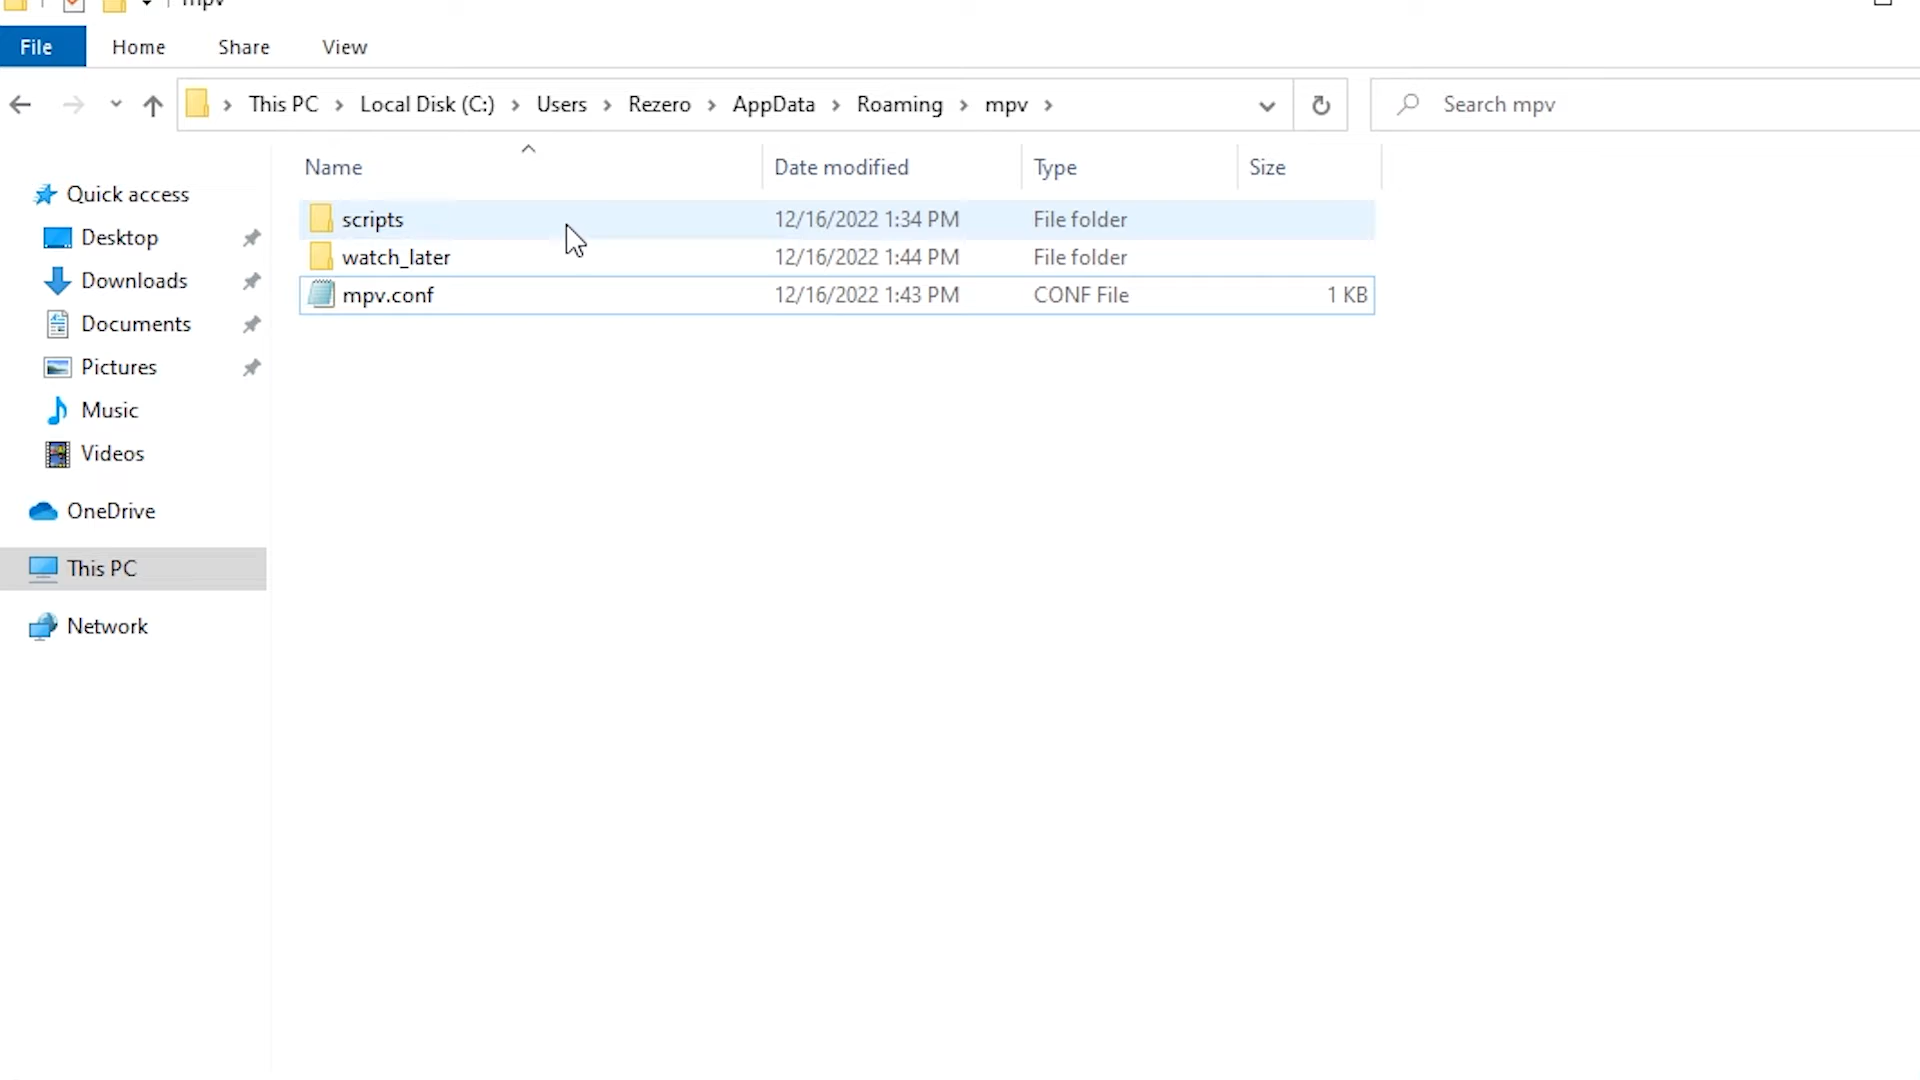 mpv
File Home Share View
This PC Local Disk (C:) Users Rezero AppData Roaming mpv Search mpv
Name Date modified Type Size
Quick access
Desktop
Downloads
Documents
Pictures
Music
Videos
OneDrive
This PC
Network
scripts 12/16/2022 1:34 PM File folder
watch_later 12/16/2022 1:44 PM File folder
mpv.conf 12/16/2022 1:43 PM CONF File 1 KB